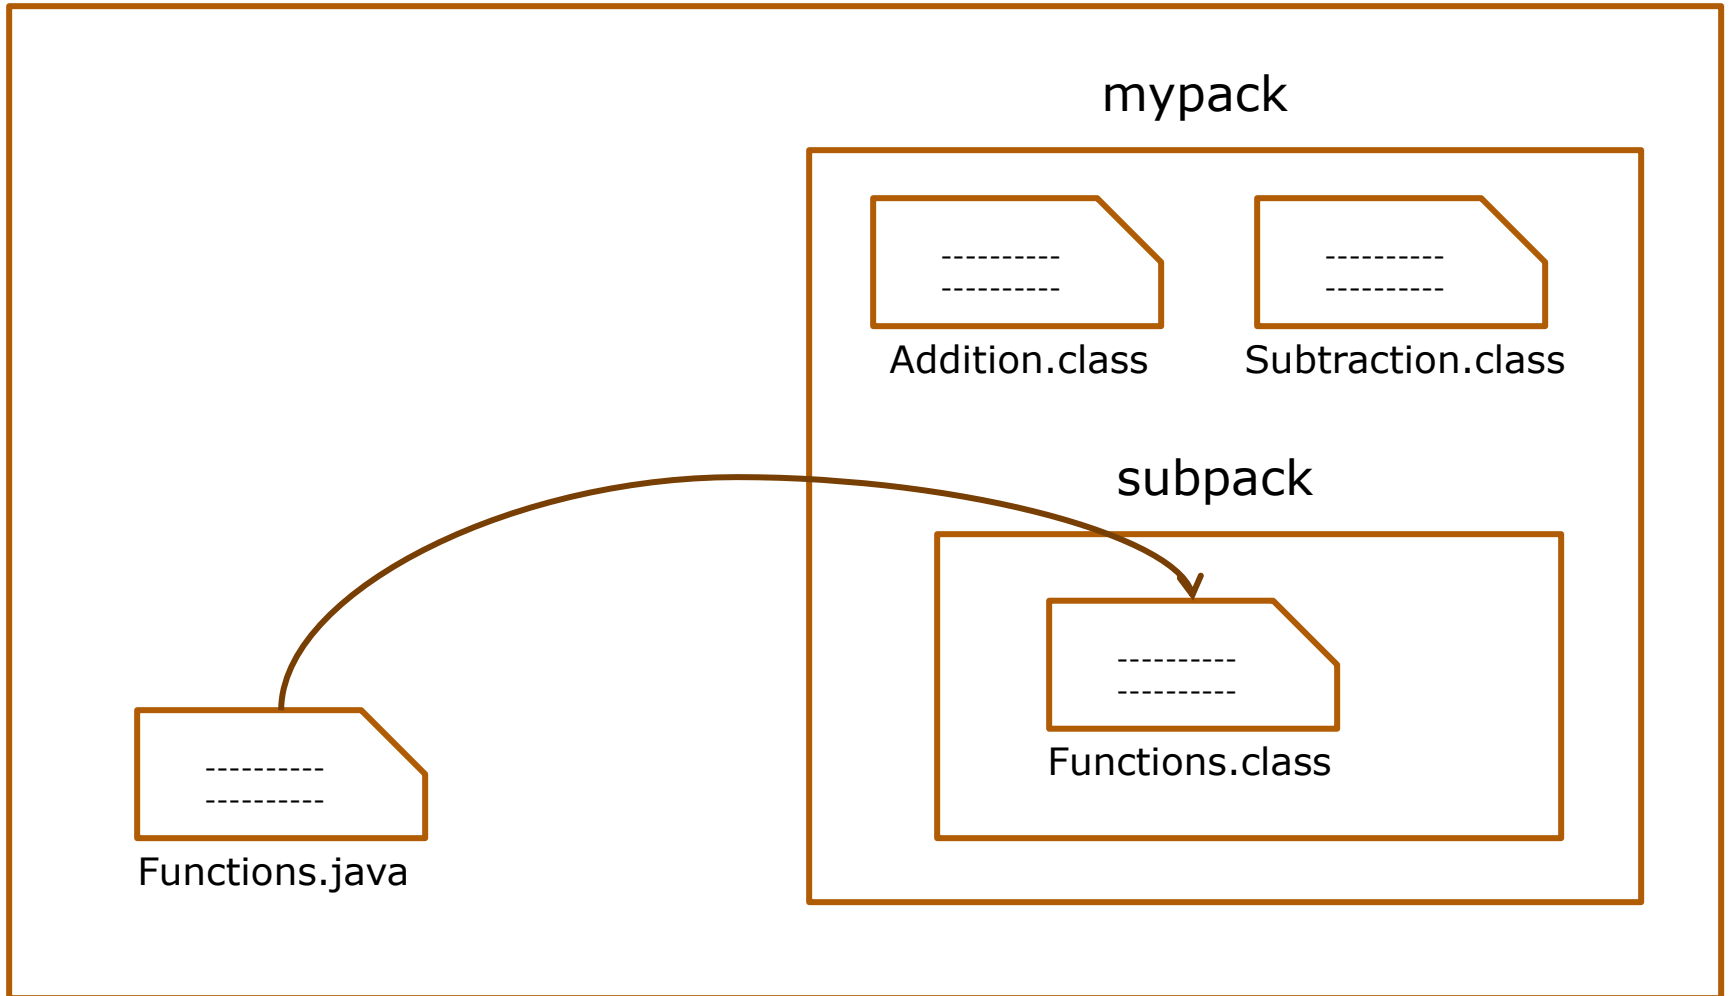 mypack
----------
----------
Addition.class
----------
----------
Subtraction.class
subpack
----------
----------
Functions.class
----------
----------
Functions.java